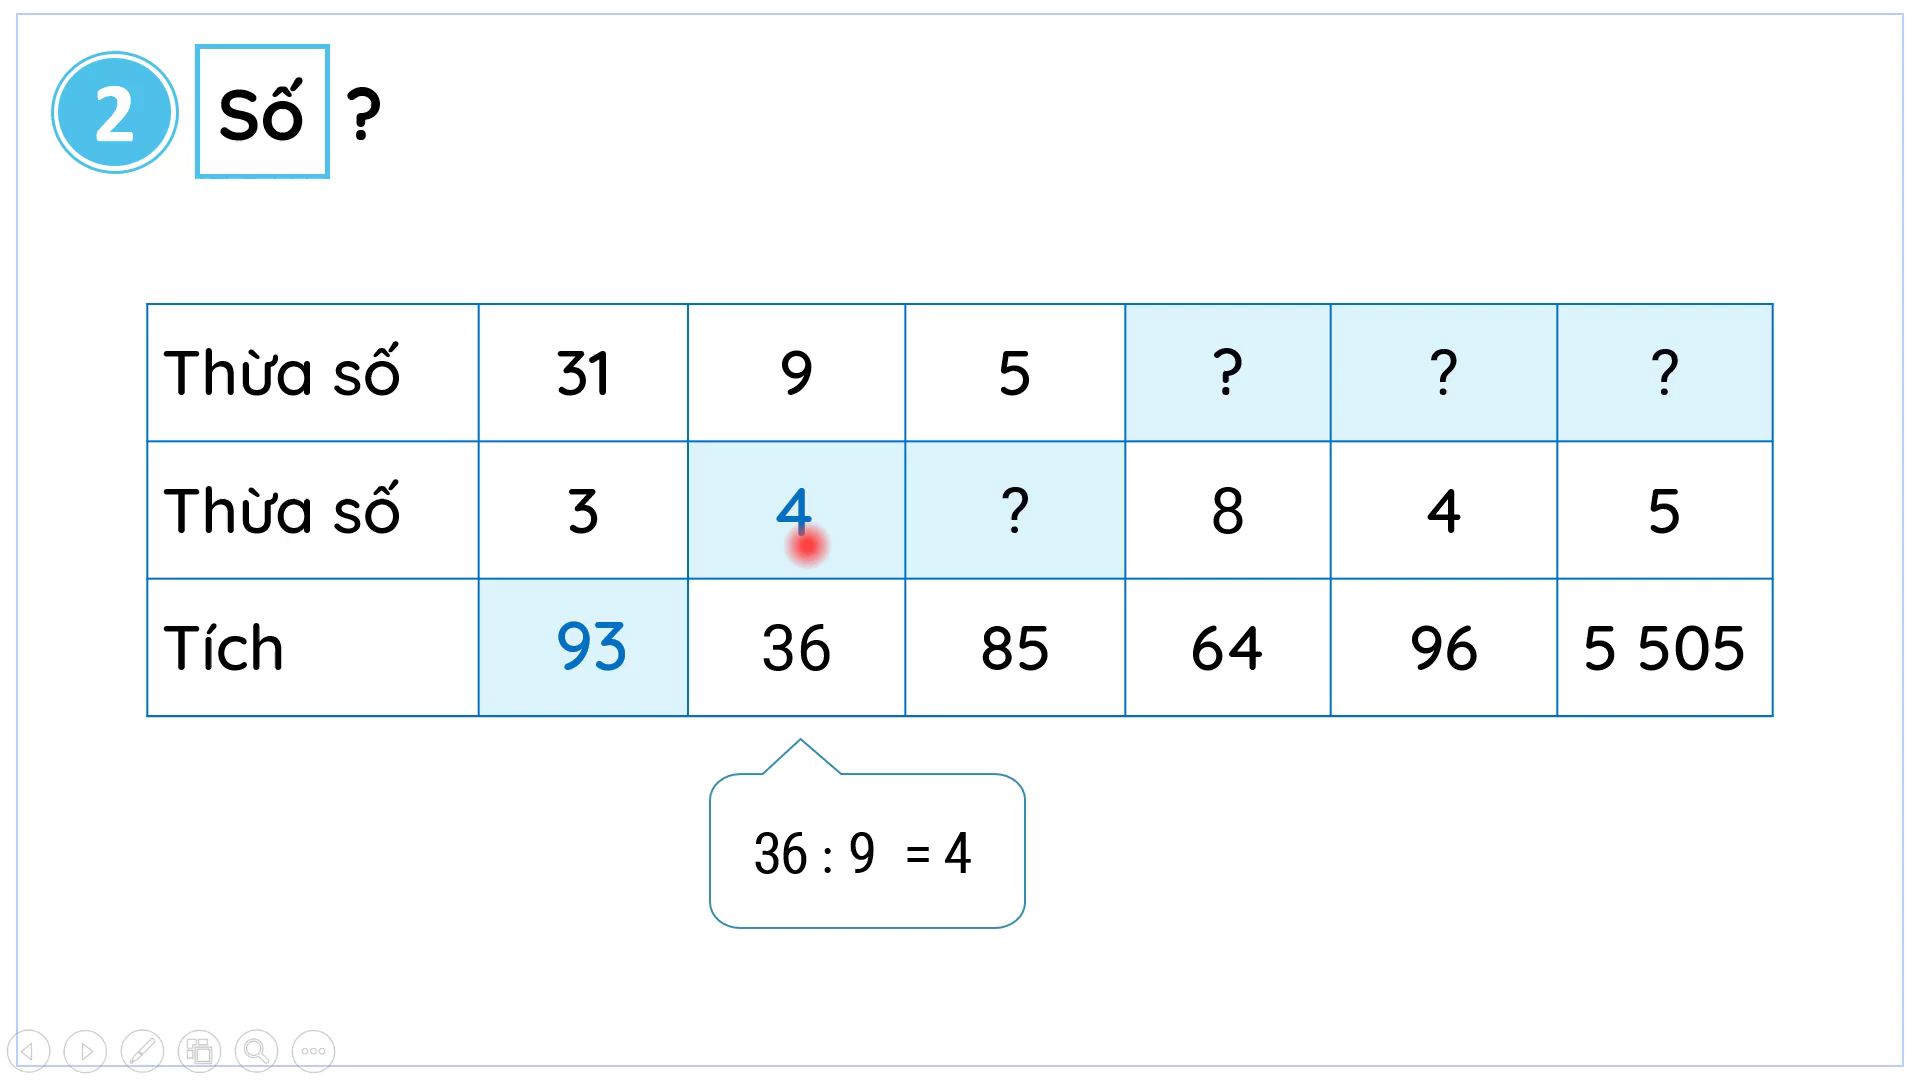 2 Số ?
Thừa số 31 9 5 ? ? ?
Thừa số 3 4 ? 8 4 5
Tích 93 36 85 64 96 5 505
36 : 9 = 4